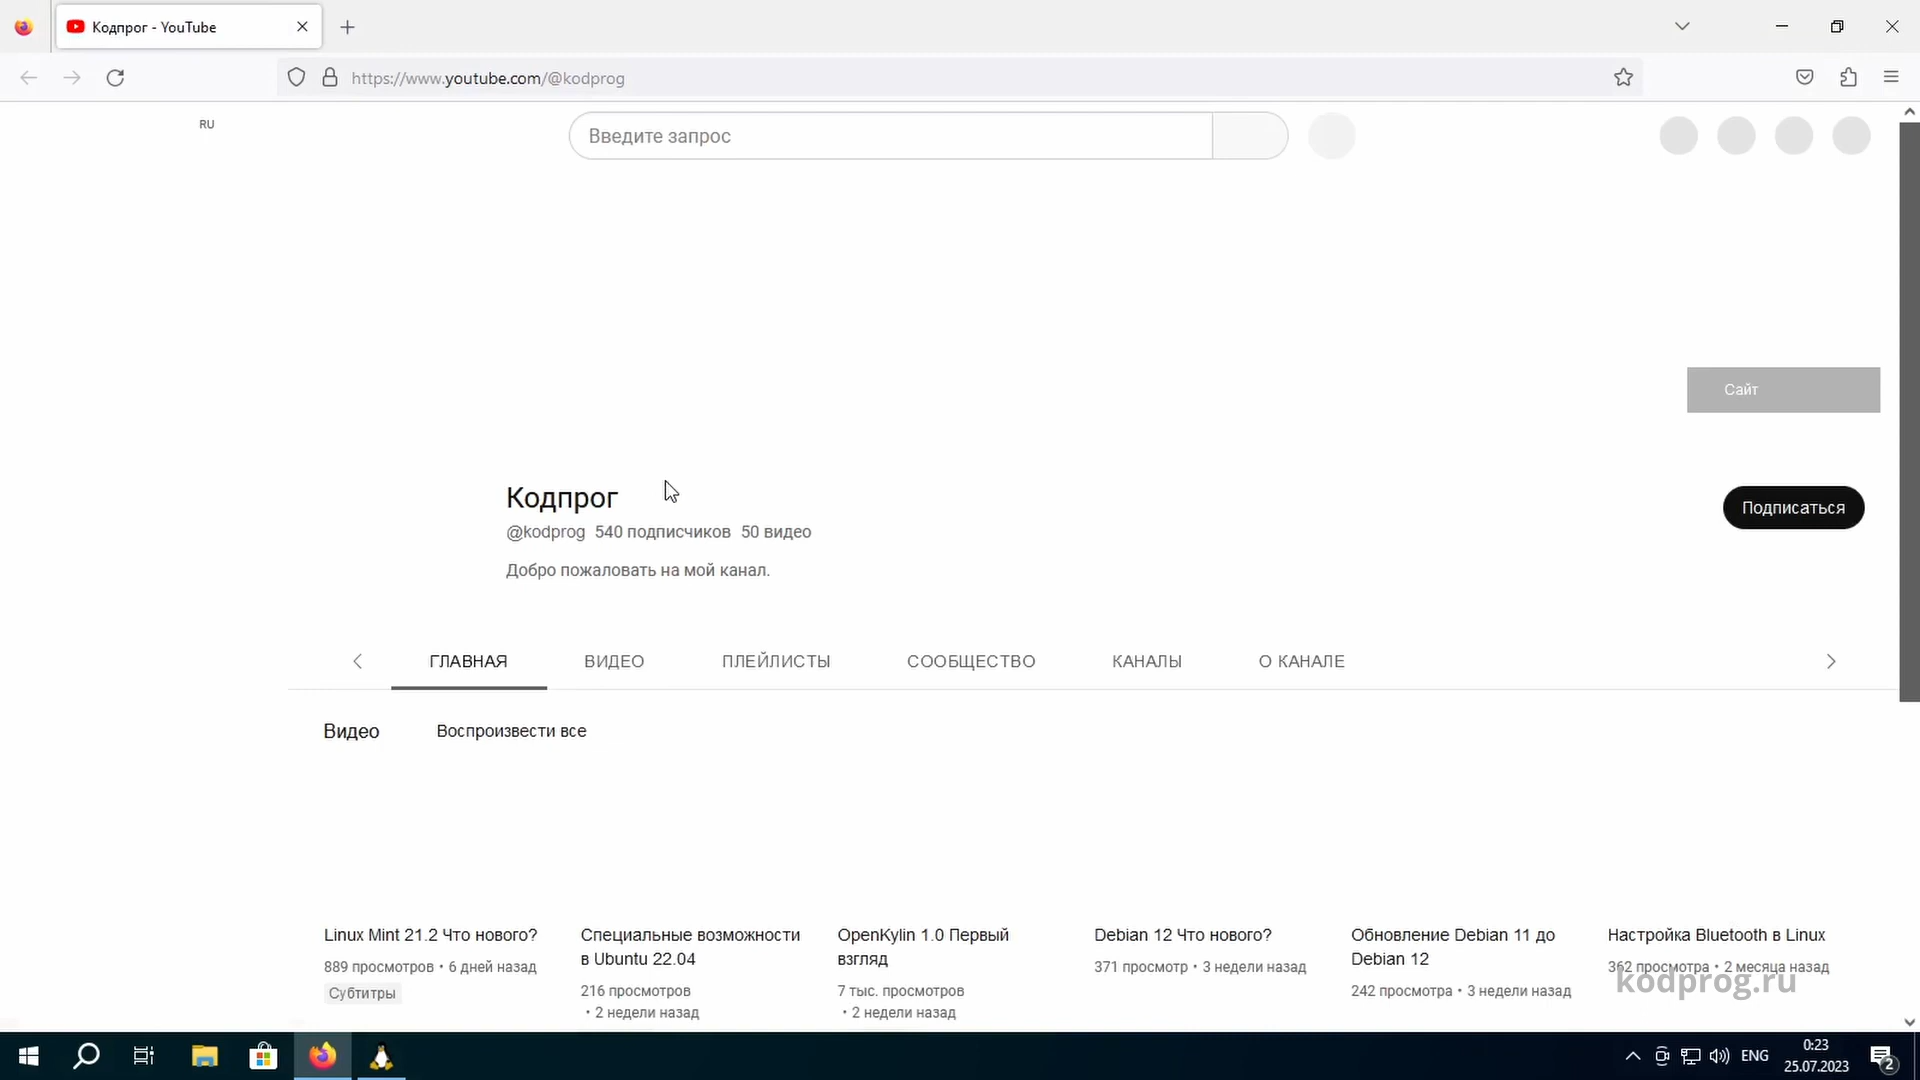 Кодпрог - YouTube
https://www.youtube.com/@kodprog
RU
Введите запрос
Сайт
Кодпрог
@kodprog 540 подписчиков 50 видео
Подписаться
Добро пожаловать на мой канал.
ГЛАВНАЯ ВИДЕО ПЛЕЙЛИСТЫ СООБЩЕСТВО КАНАЛЫ О КАНАЛЕ
Видео Воспроизвести все
Linux Mint 21.2 Что нового?
889 просмотров • 6 дней назад
Субтитры
Специальные возможности
в Ubuntu 22.04
216 просмотров
• 2 недели назад
OpenKylin 1.0 Первый
взгляд
7 тыс. просмотров
• 2 недели назад
Debian 12 Что нового?
371 просмотр • 3 недели назад
Обновление Debian 11 до
Debian 12
242 просмотра • 3 недели назад
Настройка Bluetooth в Linux
362 просмотра • 2 месяца назад
kodprog.ru
ENG
0:23
25.07.2023
2